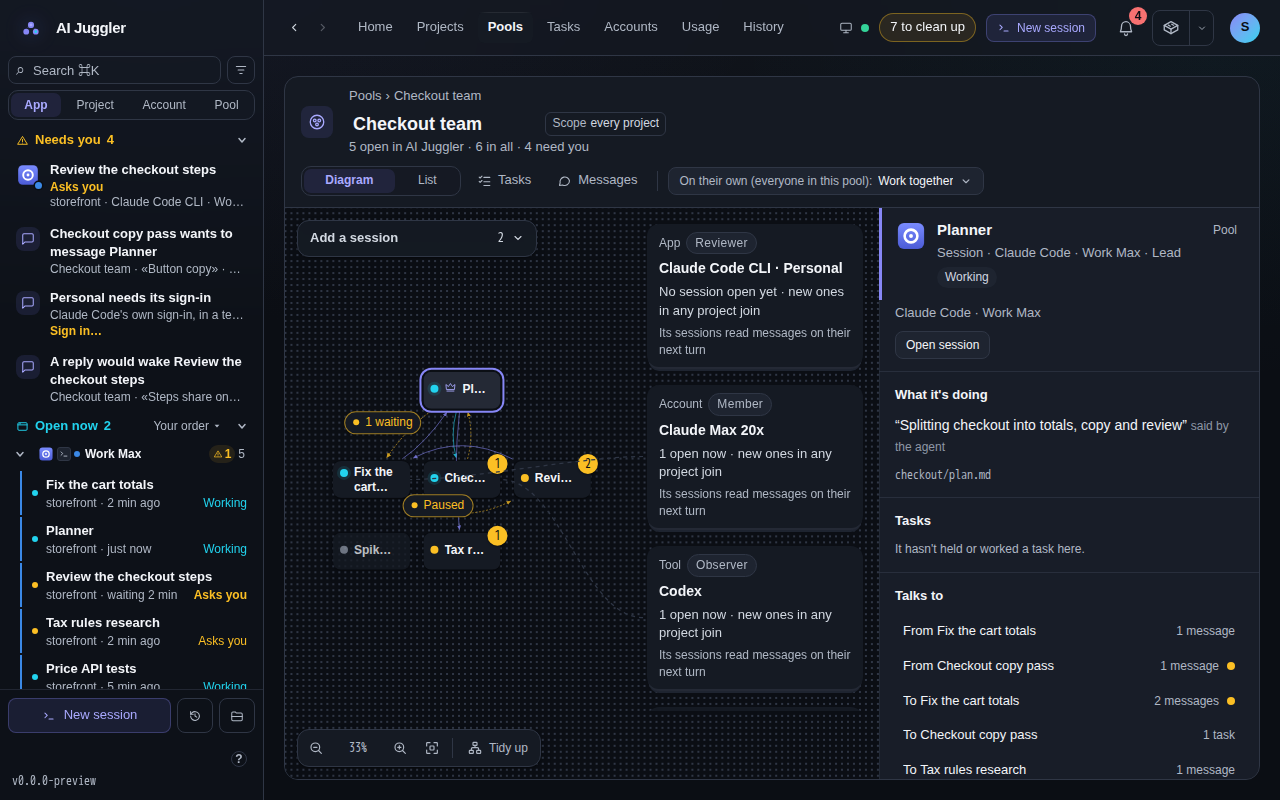 AI Juggler
Search ⌘K
App Project Account Pool
Needs you 4
Review the checkout steps
Asks you
storefront · Claude Code CLI · Wo…
Checkout copy pass wants to
message Planner
Checkout team · «Button copy» · …
Personal needs its sign-in
Claude Code's own sign-in, in a te…
Sign in…
A reply would wake Review the
checkout steps
Checkout team · «Steps share on…
Open now 2 Your order
Work Max 1 5
Fix the cart totals
storefront · 2 min ago Working
Planner
storefront · just now Working
Review the checkout steps
storefront · waiting 2 min Asks you
Tax rules research
storefront · 2 min ago Asks you
Price API tests
storefront · 5 min ago Working
New session
?
v0.0.0-preview
Home Projects Pools Tasks Accounts Usage History
7 to clean up
New session
4
S
Pools › Checkout team
Checkout team
Scope every project
5 open in AI Juggler · 6 in all · 4 need you
Diagram List Tasks Messages
On their own (everyone in this pool): Work together
Add a session 2
Pl…
1 waiting
Fix the
cart…
Chec…
1
Revi…
2
Paused
Spik…
Tax r…
1
App Reviewer
Claude Code CLI · Personal
No session open yet · new ones
in any project join
Its sessions read messages on their
next turn
Account Member
Claude Max 20x
1 open now · new ones in any
project join
Its sessions read messages on their
next turn
Tool Observer
Codex
1 open now · new ones in any
project join
Its sessions read messages on their
next turn
33% Tidy up
Planner Pool
Session · Claude Code · Work Max · Lead
Working
Claude Code · Work Max
Open session
What it's doing
“Splitting checkout into totals, copy and review” said by
the agent
checkout/plan.md
Tasks
It hasn't held or worked a task here.
Talks to
From Fix the cart totals 1 message
From Checkout copy pass 1 message
To Fix the cart totals 2 messages
To Checkout copy pass 1 task
To Tax rules research 1 message